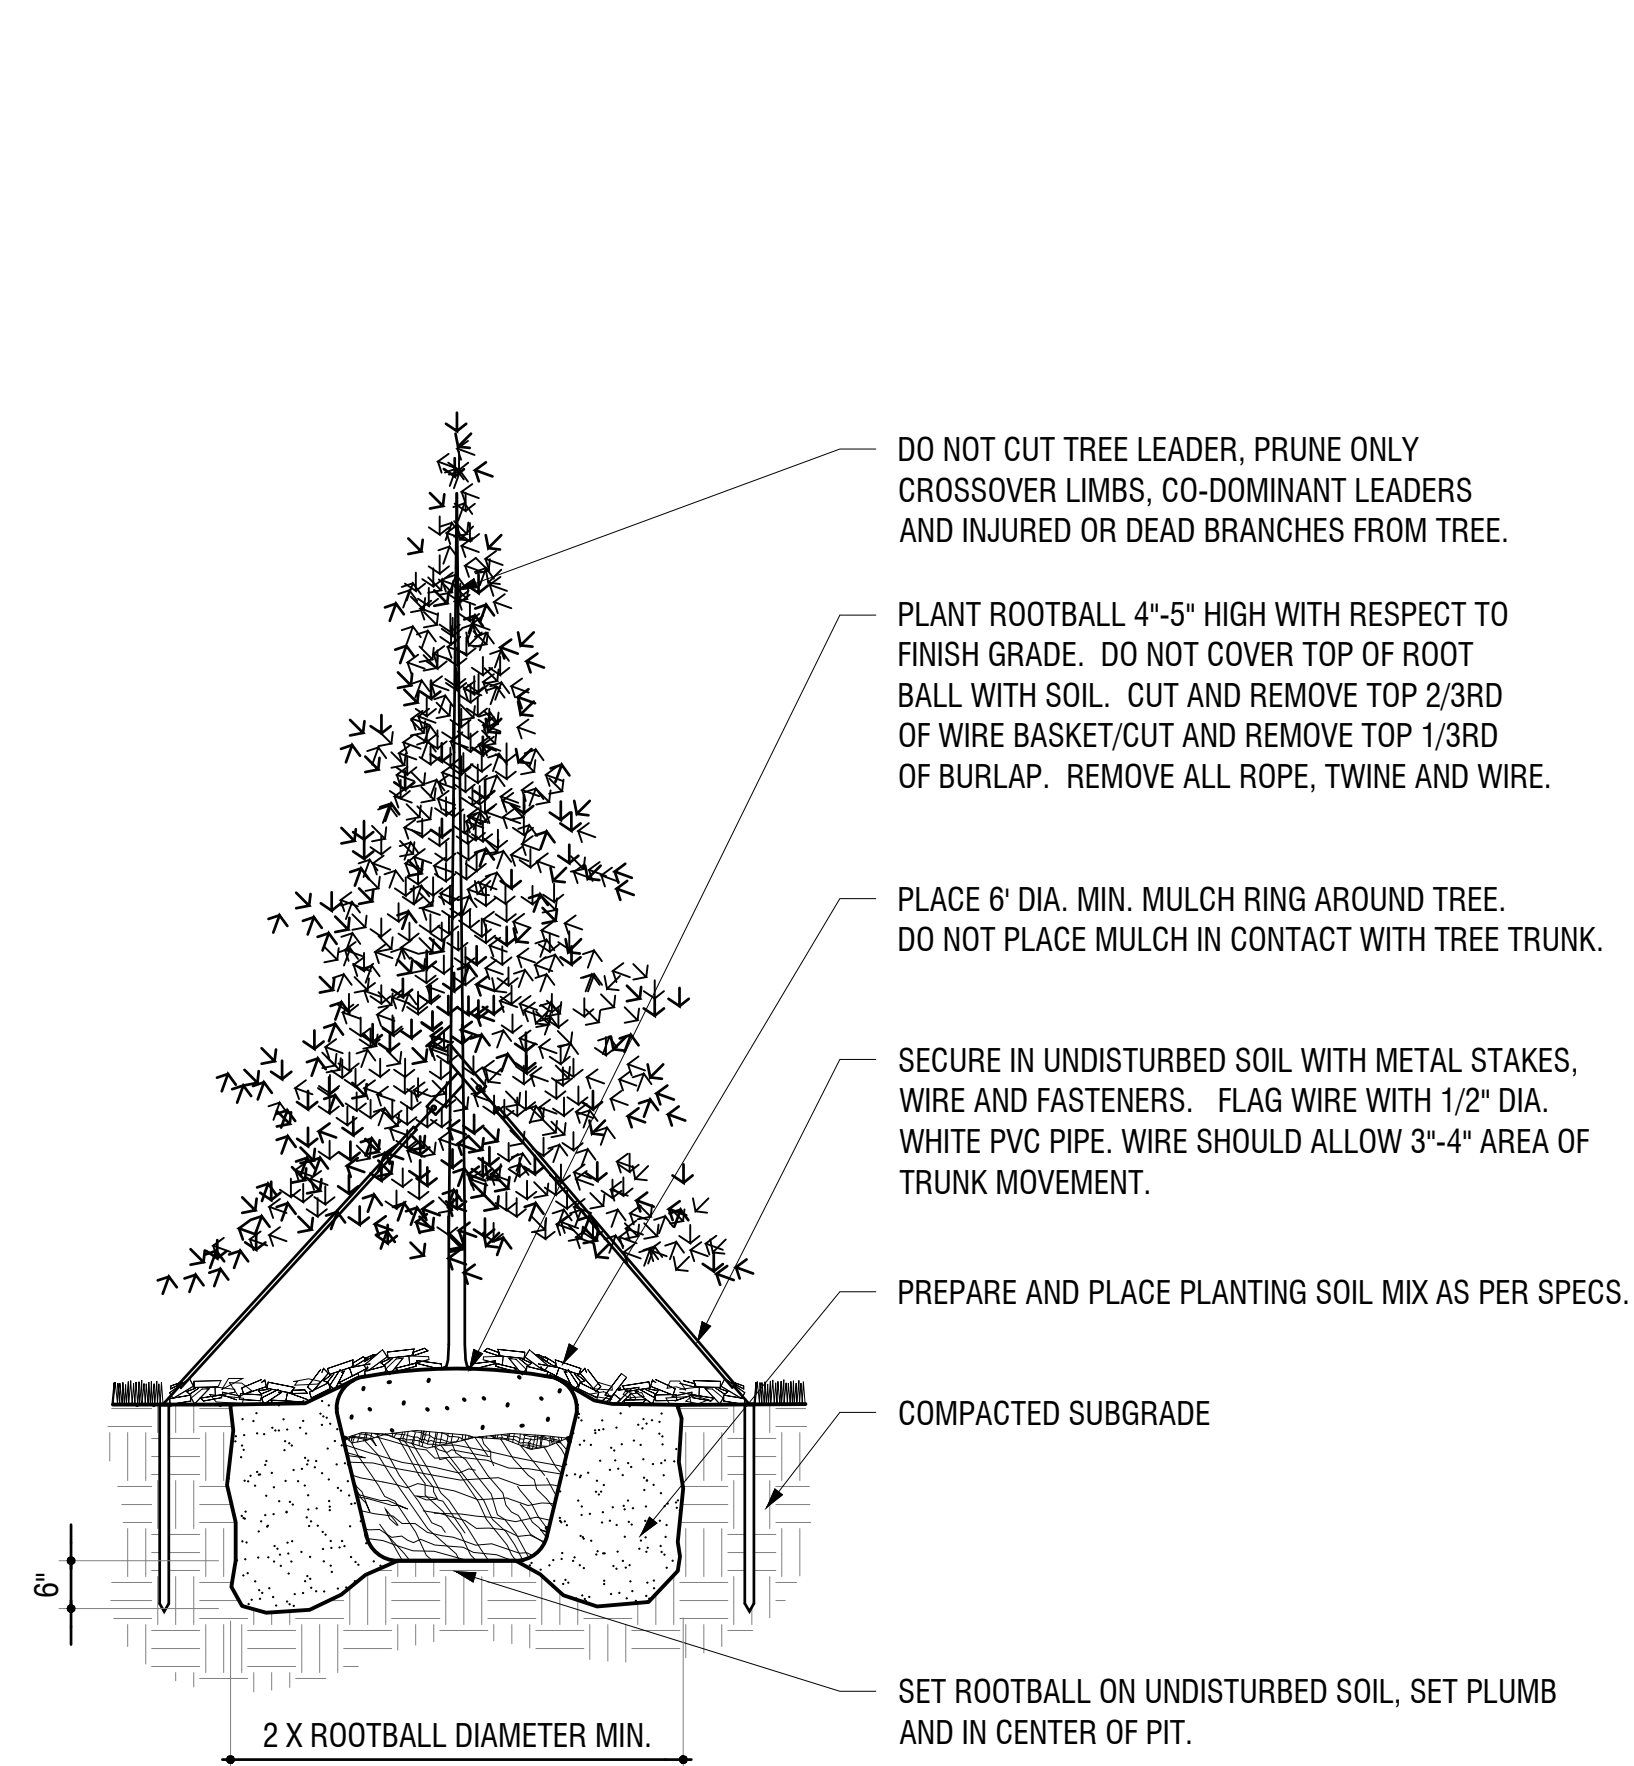 DO NOT CUT TREE LEADER, PRUNE ONLY
CROSSOVER LIMBS, CO-DOMINANT LEADERS
AND INJURED OR DEAD BRANCHES FROM TREE.
PLANT ROOTBALL 4"-5" HIGH WITH RESPECT TO
FINISH GRADE. DO NOT COVER TOP OF ROOT
BALL WITH SOIL. CUT AND REMOVE TOP 2/3RD
OF WIRE BASKET/CUT AND REMOVE TOP 1/3RD
OF BURLAP. REMOVE ALL ROPE, TWINE AND WIRE.
PLACE 6' DIA. MIN. MULCH RING AROUND TREE.
DO NOT PLACE MULCH IN CONTACT WITH TREE TRUNK.
SECURE IN UNDISTURBED SOIL WITH METAL STAKES,
WIRE AND FASTENERS. FLAG WIRE WITH 1/2" DIA.
WHITE PVC PIPE. WIRE SHOULD ALLOW 3"-4" AREA OF
TRUNK MOVEMENT.
PREPARE AND PLACE PLANTING SOIL MIX AS PER SPECS.
COMPACTED SUBGRADE
6"
SET ROOTBALL ON UNDISTURBED SOIL, SET PLUMB
AND IN CENTER OF PIT.
2 X ROOTBALL DIAMETER MIN.